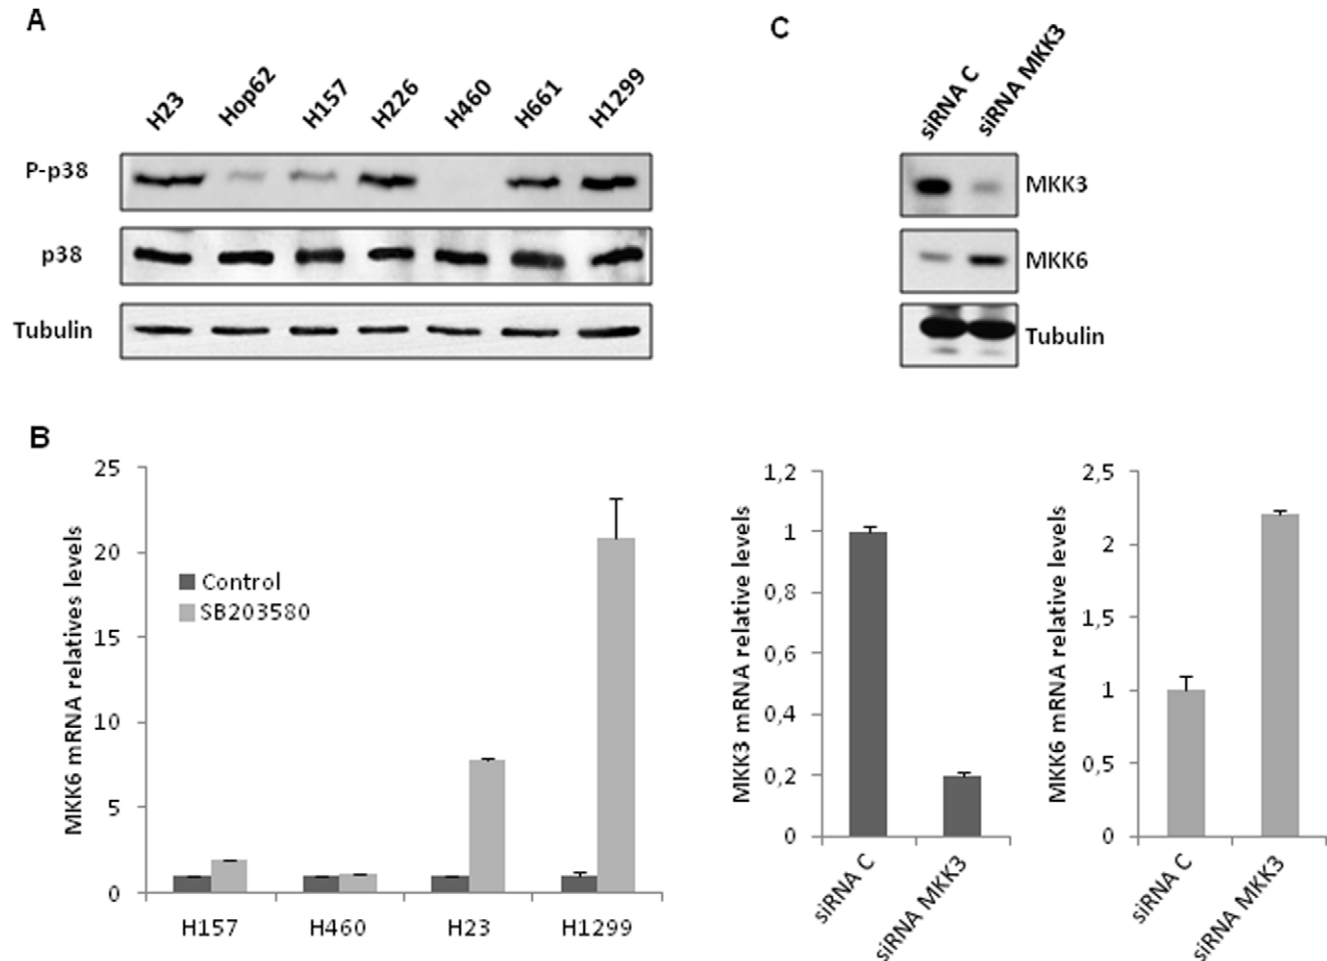 A
H23 Hop62 H157 H226 H460 H661 H1299
P-p38
p38
Tubulin
C
siRNA C siRNA MKK3
MKK3
MKK6
Tubulin
B
MKK6 mRNA relatives levels
25
20
15
10
5
0
Control
SB203580
H157 H460 H23 H1299
MKK3 mRNA relative levels
1,2
1
0,8
0,6
0,4
0,2
0
siRNA C siRNA MKK3
MKK6 mRNA relative levels
2,5
2
1,5
1
0,5
0
siRNA C siRNA MKK3